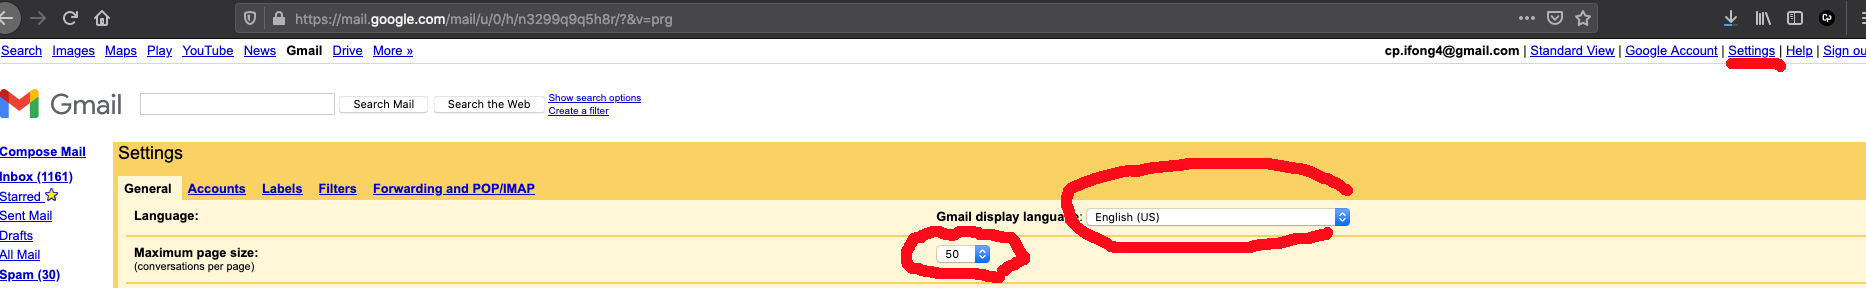 https://mail.google.com/mail/u/0/h/n3299q9q5h8r/?&v=prg
Search Images Maps Play YouTube News Gmail Drive More »
cp.ifong4@gmail.com | Standard View | Google Account | Settings | Help | Sign ou
Gmail
Search Mail Search the Web Show search options
Create a filter
Compose Mail
Inbox (1161)
Starred
Sent Mail
Drafts
All Mail
Spam (30)
Settings
General Accounts Labels Filters Forwarding and POP/IMAP
Language: Gmail display language: English (US)
Maximum page size: 50
(conversations per page)